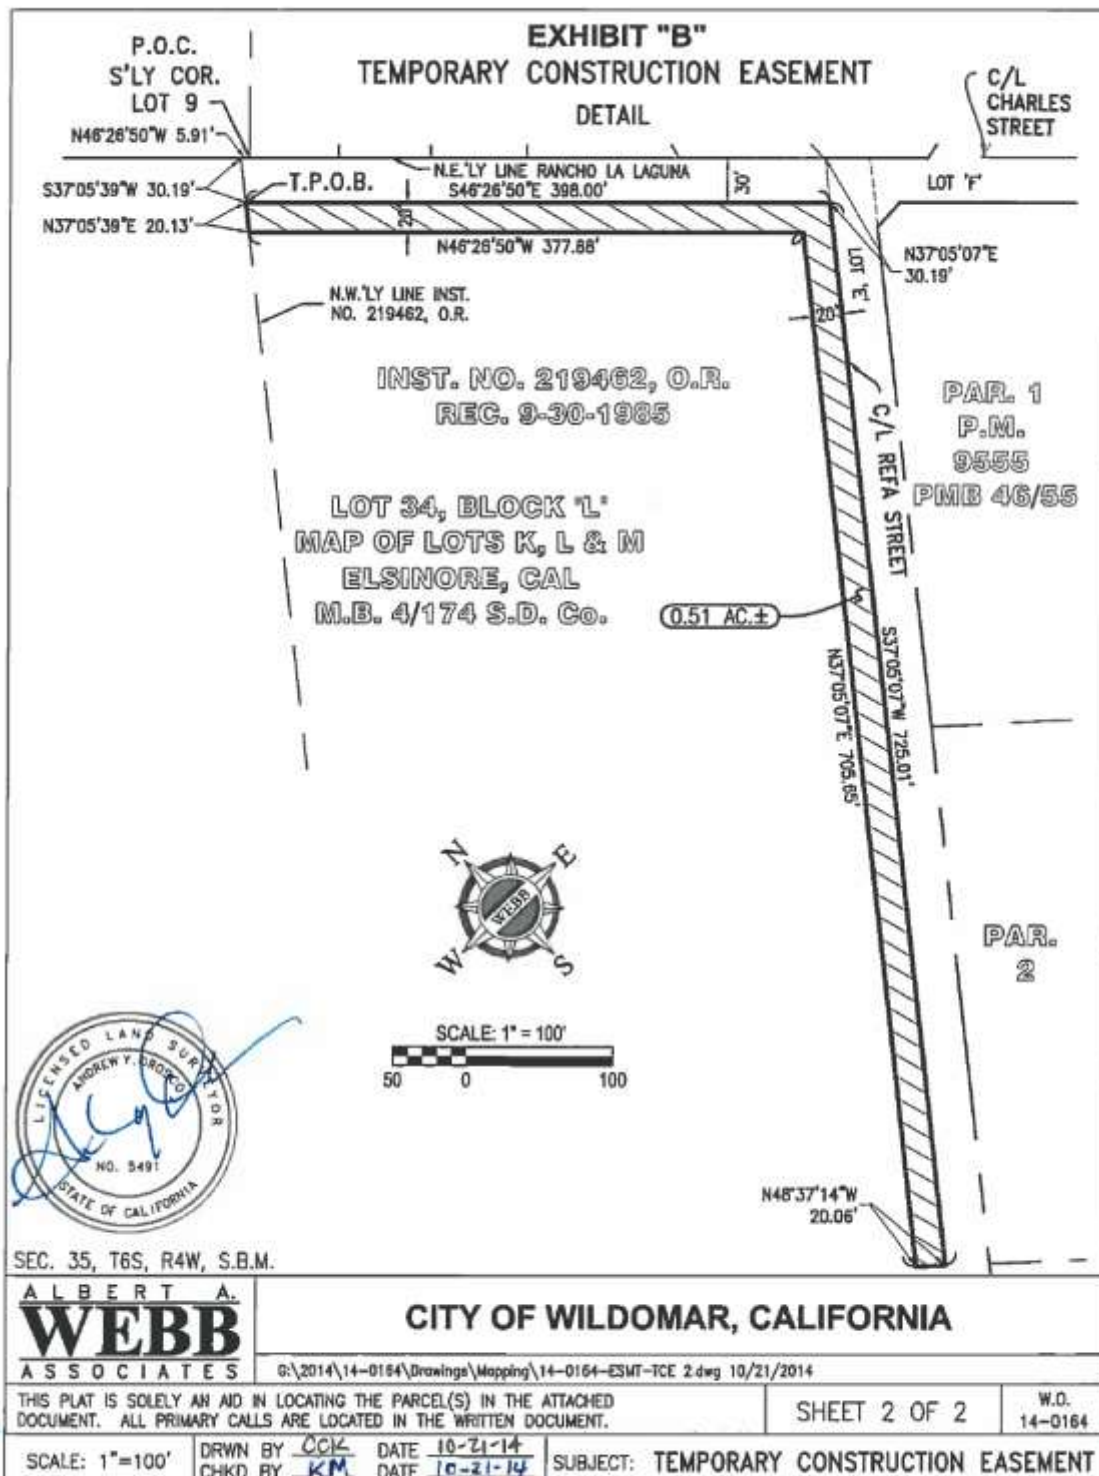 EXHIBIT "B"
TEMPORARY CONSTRUCTION EASEMENT
DETAIL
P.O.C.
S'LY COR.
LOT 9
N46°26'50"W 5.91'
C/L
CHARLES
STREET
S37°05'39"W 30.19'
T.P.O.B.
N.E.'LY LINE RANCHO LA LAGUNA
S46°26'50"E 398.00'
30'
LOT 'F'
N37°05'39"E 20.13'
20'
N46°26'50"W 377.88'
LOT 'E'
N37°05'07"E
30.19'
N.W.'LY LINE INST.
NO. 219462, O.R.
20'
INST. NO. 219462, O.R.
REC. 9-30-1985
C/L REFA STREET
PAR. 1
P.M.
9555
PMB 46/55
LOT 34, BLOCK 'L'
MAP OF LOTS K, L & M
ELSINORE, CAL
M.B. 4/174 S.D. Co.
0.51 AC.±
N37°05'07"E 705.65'
S37°05'07"W 725.01'
N
E
WEBB
W
S
PAR.
2
SCALE: 1" = 100'
50 0 100
LICENSED LAND SURVEYOR
ANDREW Y. OROSCO
NO. 5491
STATE OF CALIFORNIA
N48°37'14"W
20.06'
SEC. 35, T6S, R4W, S.B.M.
ALBERT A.
WEBB
ASSOCIATES
CITY OF WILDOMAR, CALIFORNIA
G:\2014\14-0164\Drawings\Mapping\14-0164-ESMT-TCE 2.dwg 10/21/2014
THIS PLAT IS SOLELY AN AID IN LOCATING THE PARCEL(S) IN THE ATTACHED
DOCUMENT. ALL PRIMARY CALLS ARE LOCATED IN THE WRITTEN DOCUMENT.
SHEET 2 OF 2
W.O.
14-0164
SCALE: 1"=100'
DRWN BY CCK DATE 10-21-14
CHKD BY KM DATE 10-21-14
SUBJECT: TEMPORARY CONSTRUCTION EASEMENT